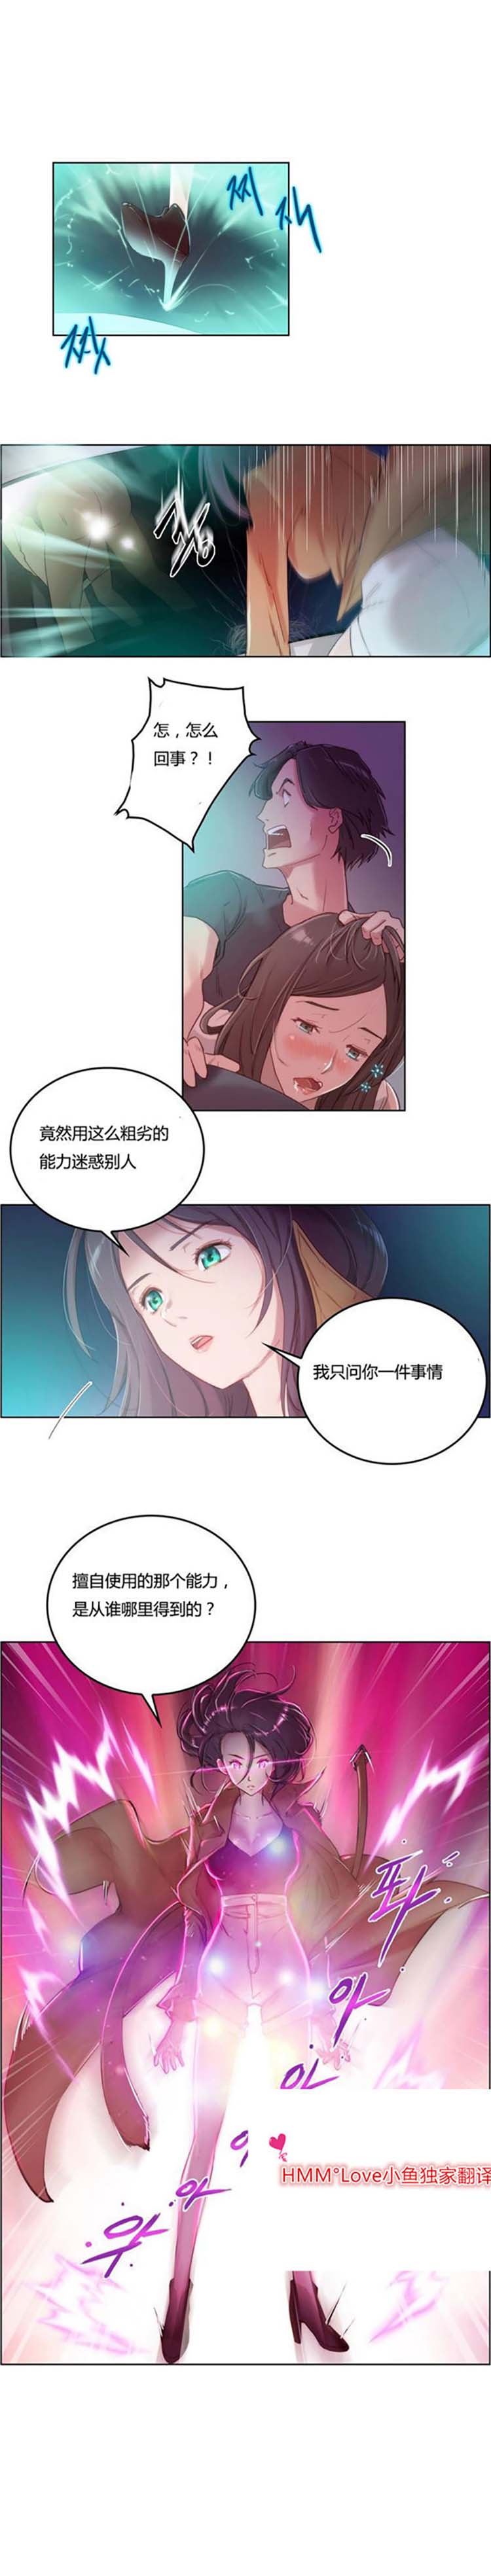 찌
지
찍
怎，怎么
回事？！
竟然用这么粗劣的
能力迷惑别人
我只问你一件事情
擅自使用的那个能力，
是从谁哪里得到的？
파
아
아
HMM°Love小鱼独家翻译
아
아